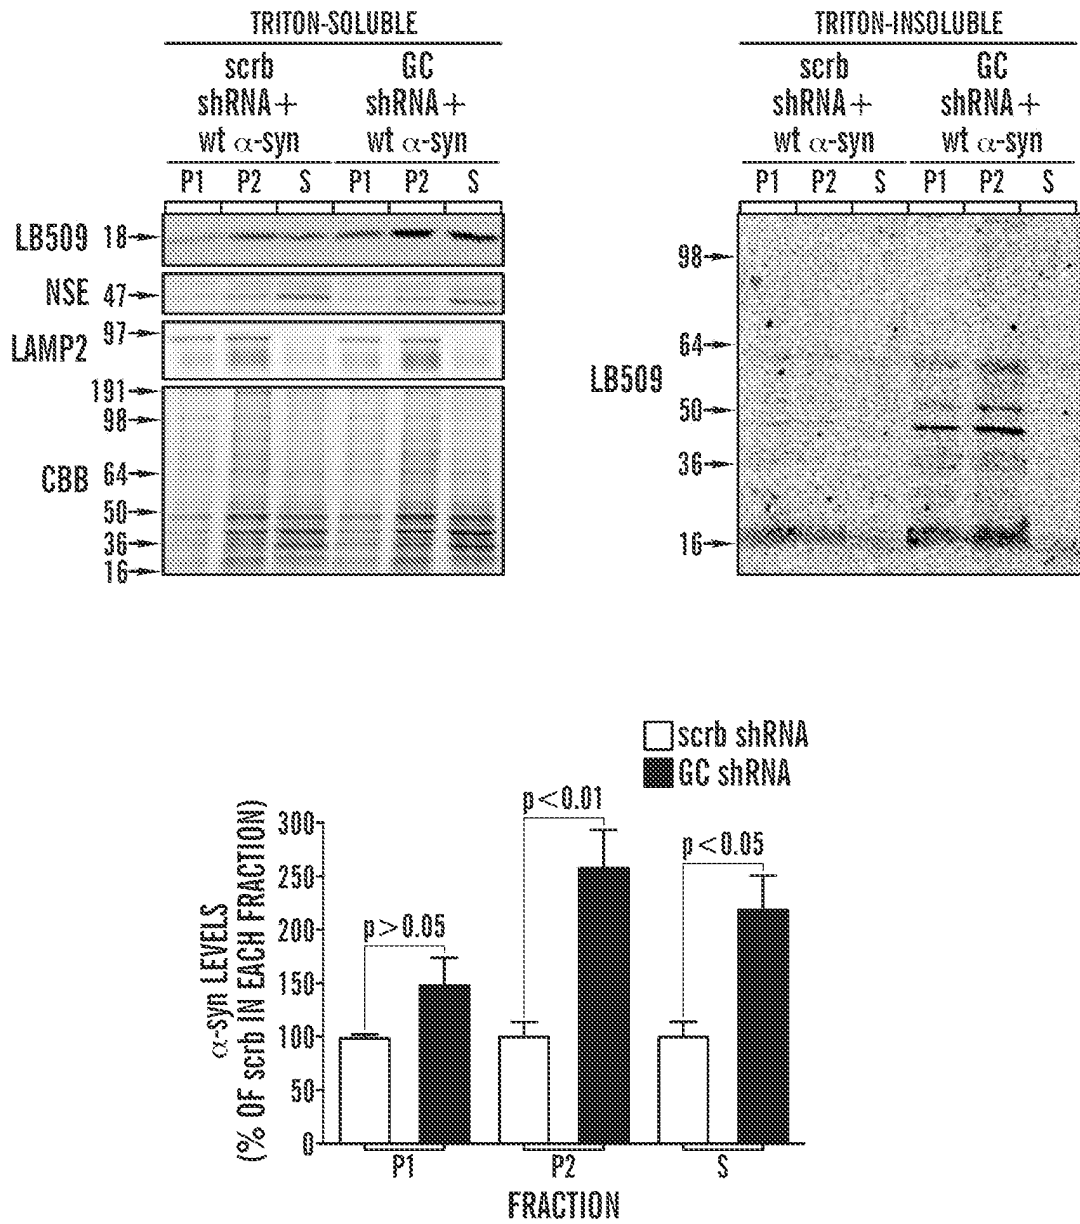 TRITON-SOLUBLE
scrb GC
shRNA+ shRNA+
wt α-syn wt α-syn
P1 P2 S P1 P2 S
LB509 18
NSE 47
LAMP2 97
CBB
191
98
64
50
36
16
TRITON-INSOLUBLE
scrb GC
shRNA+ shRNA+
wt α-syn wt α-syn
P1 P2 S P1 P2 S
LB509
98
64
50
36
16
scrb shRNA
GC shRNA
α-syn LEVELS
(% OF scrb IN EACH FRACTION)
300
250
200
150
100
50
0
p>0.05
p<0.01
p<0.05
P1 P2 S
FRACTION